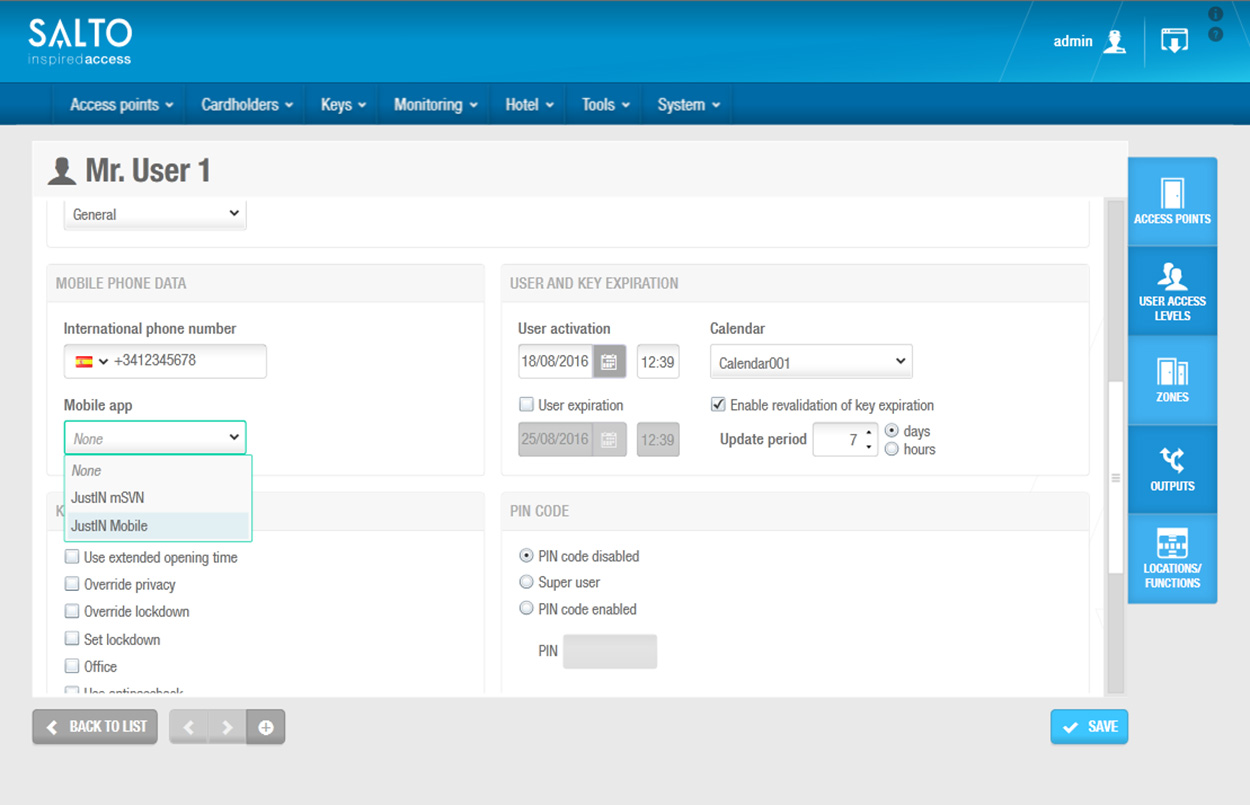 SALTO
inspiredaccess
admin
Access points
Cardholders
Keys
Monitoring
Hotel
Tools
System
Mr. User 1
General
MOBILE PHONE DATA
International phone number
+3412345678
Mobile app
None
None
JustIN mSVN
JustIN Mobile
K
Use extended opening time
Override privacy
Override lockdown
Set lockdown
Office
Use antipassback
USER AND KEY EXPIRATION
User activation
18/08/2016
12:39
Calendar
Calendar001
User expiration
25/08/2016
12:39
Enable revalidation of key expiration
Update period
7
days
hours
PIN CODE
PIN code disabled
Super user
PIN code enabled
PIN
ACCESS POINTS
USER ACCESS
LEVELS
ZONES
OUTPUTS
LOCATIONS/
FUNCTIONS
BACK TO LIST
SAVE